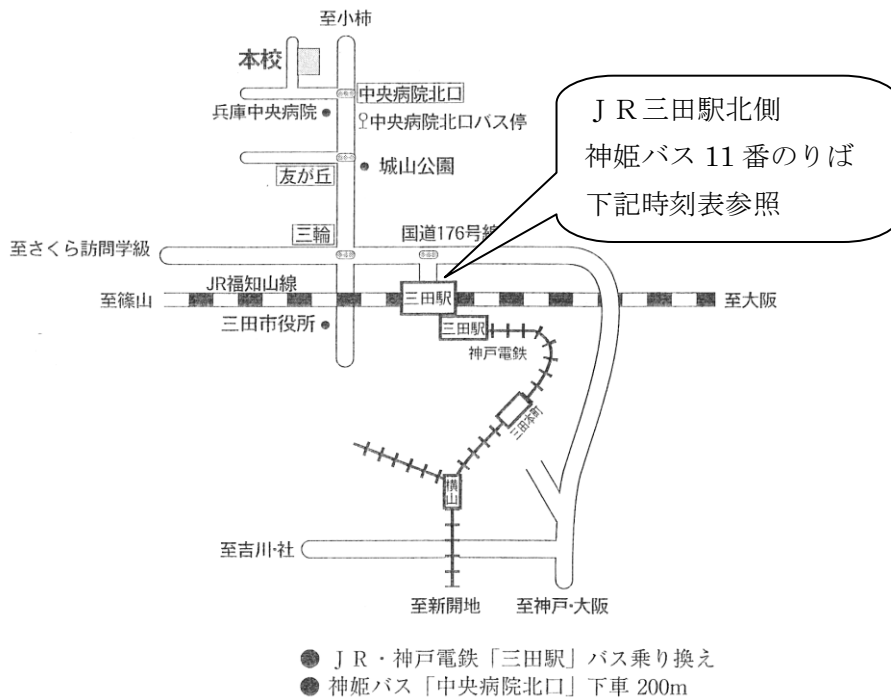 至小柿
本校
中央病院北口
兵庫中央病院
中央病院北口バス停
友が丘
城山公園
ＪＲ三田駅北側
神姫バス 11 番のりば
下記時刻表参照
三輪
国道176号線
至さくら訪問学級
JR福知山線
至篠山
三田駅
至大阪
三田市役所
三田駅
神戸電鉄
三田本町
横山
至吉川・社
至新開地
至神戸・大阪
● ＪＲ・神戸電鉄「三田駅」バス乗り換え
● 神姫バス「中央病院北口」下車 200m